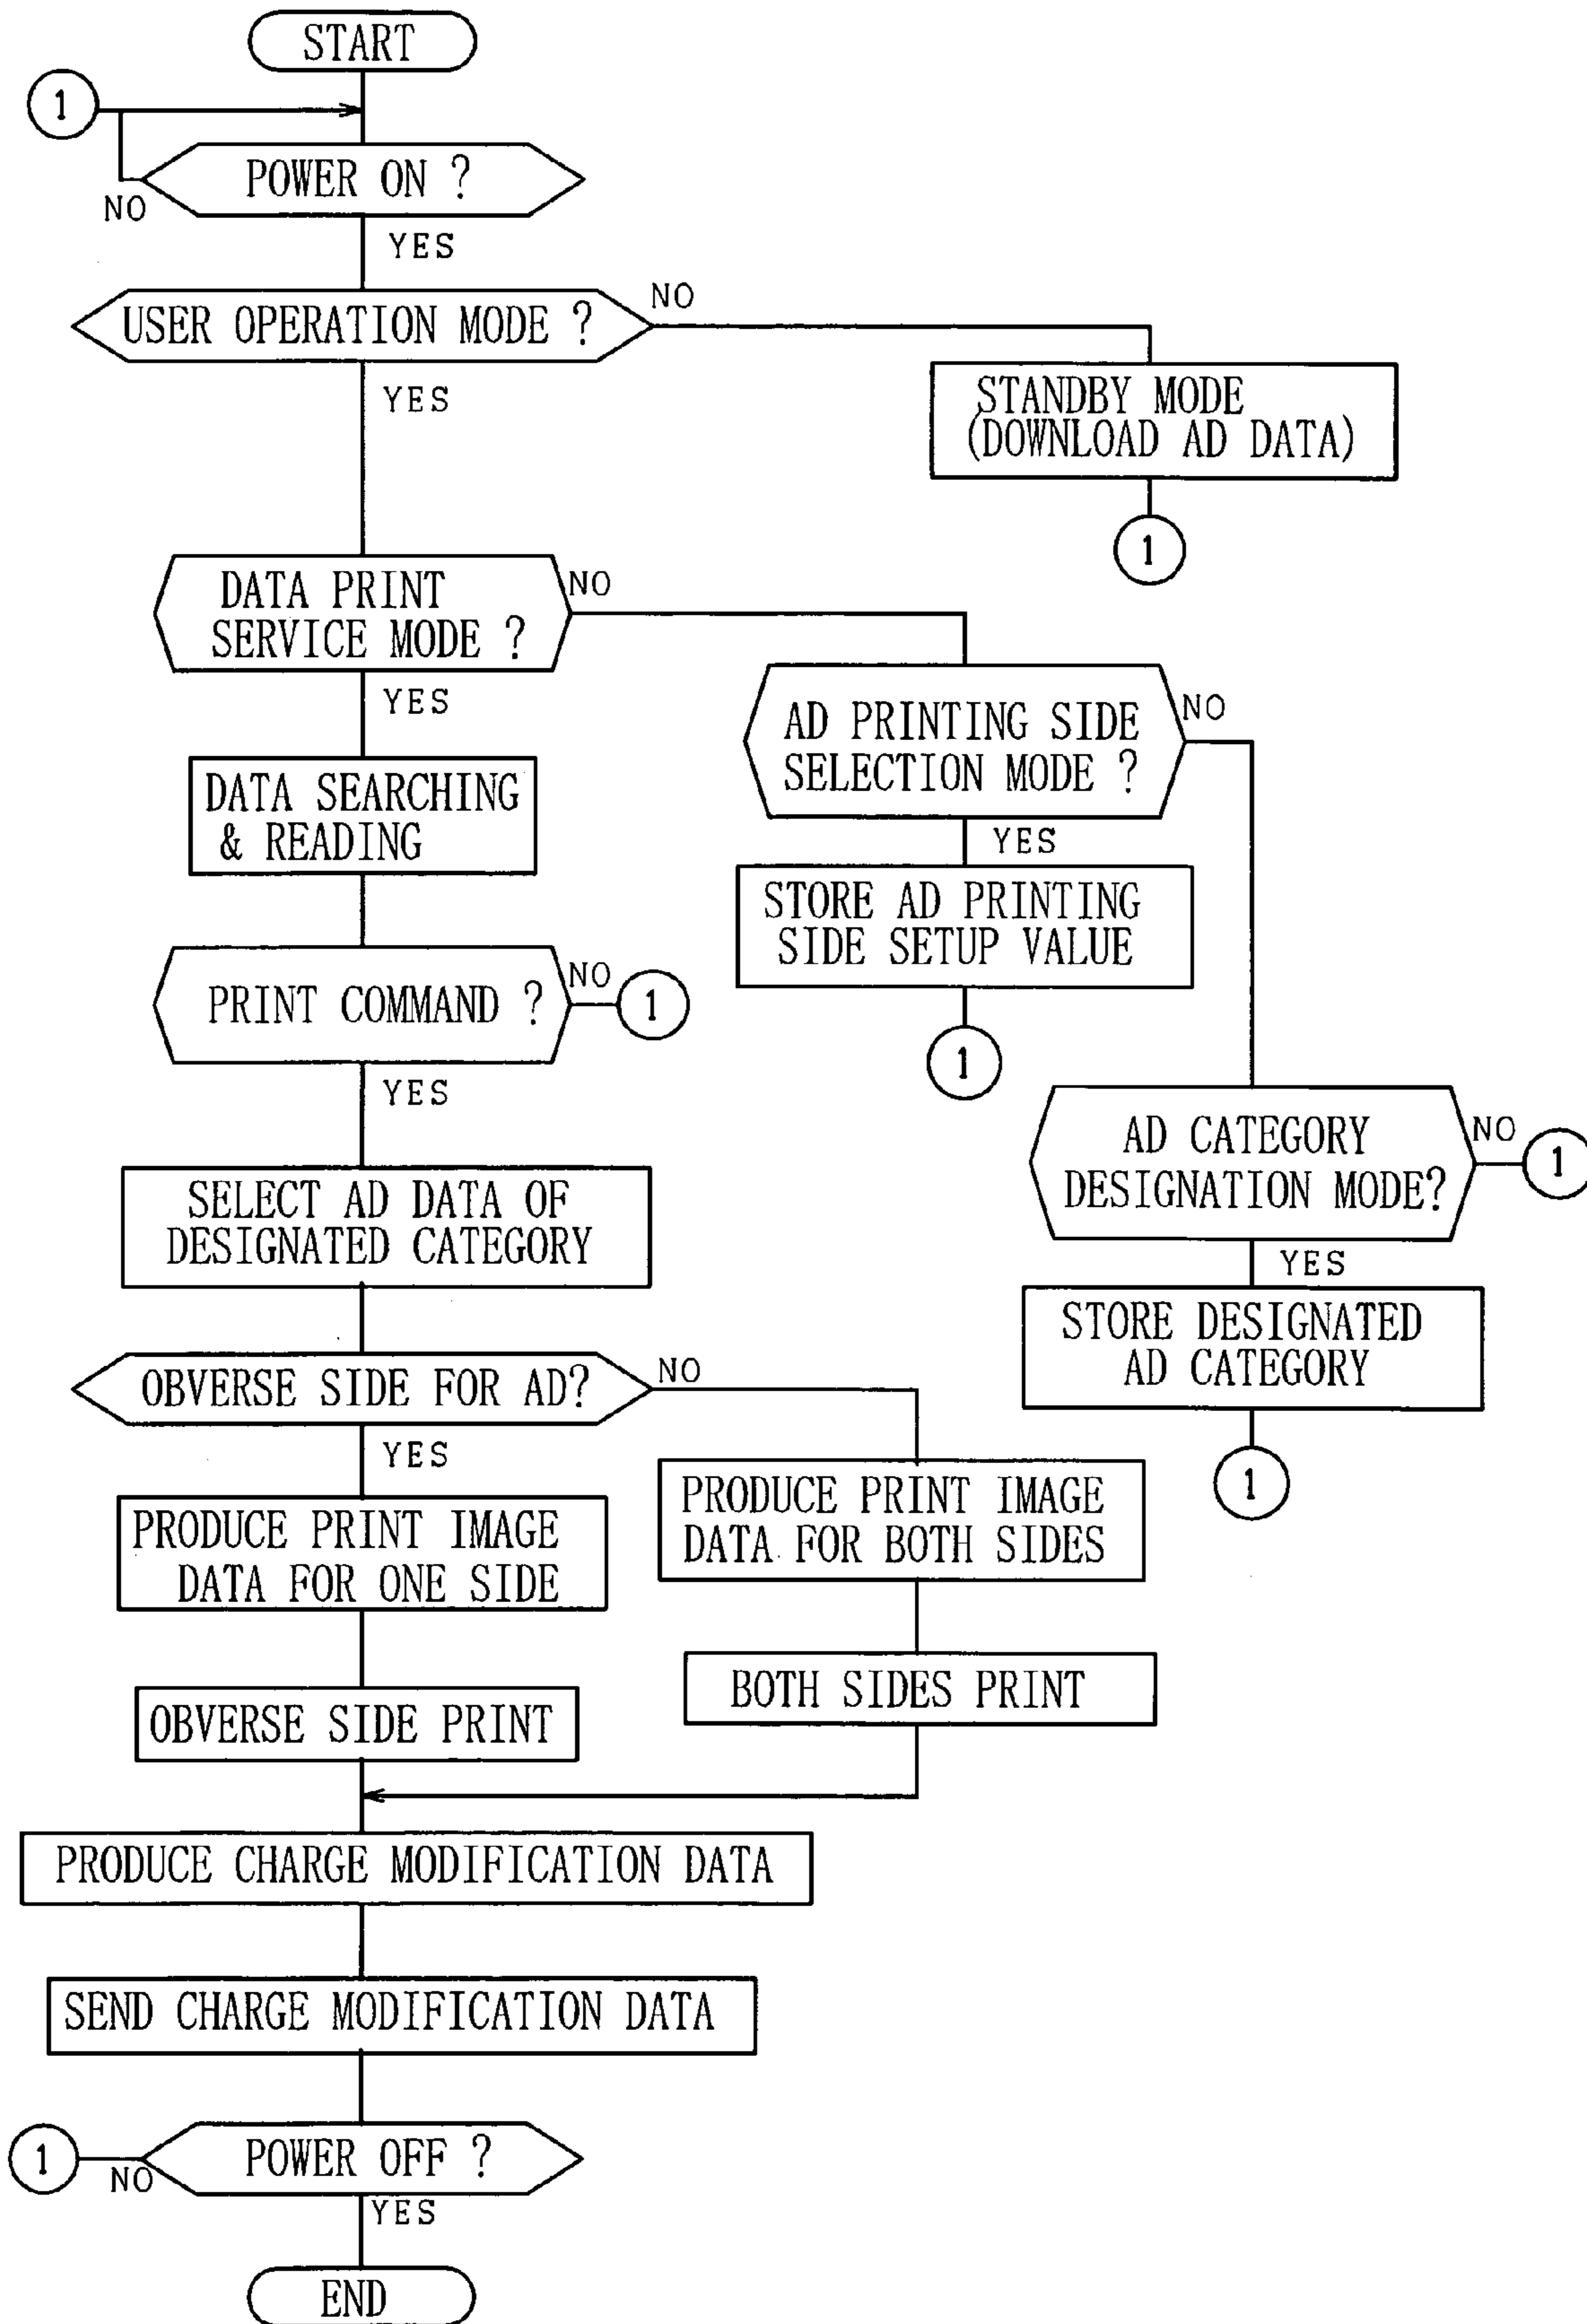 START
1
POWER ON ?
NO
YES
USER OPERATION MODE ?
NO
YES
STANDBY MODE
(DOWNLOAD AD DATA)
1
DATA PRINT
SERVICE MODE ?
NO
YES
AD PRINTING SIDE
SELECTION MODE ?
NO
YES
DATA SEARCHING
& READING
STORE AD PRINTING
SIDE SETUP VALUE
1
PRINT COMMAND ?
NO
1
YES
AD CATEGORY
DESIGNATION MODE?
NO
1
YES
SELECT AD DATA OF
DESIGNATED CATEGORY
STORE DESIGNATED
AD CATEGORY
1
OBVERSE SIDE FOR AD?
NO
YES
PRODUCE PRINT IMAGE
DATA FOR BOTH SIDES
PRODUCE PRINT IMAGE
DATA FOR ONE SIDE
BOTH SIDES PRINT
OBVERSE SIDE PRINT
PRODUCE CHARGE MODIFICATION DATA
SEND CHARGE MODIFICATION DATA
1
NO
POWER OFF ?
YES
END